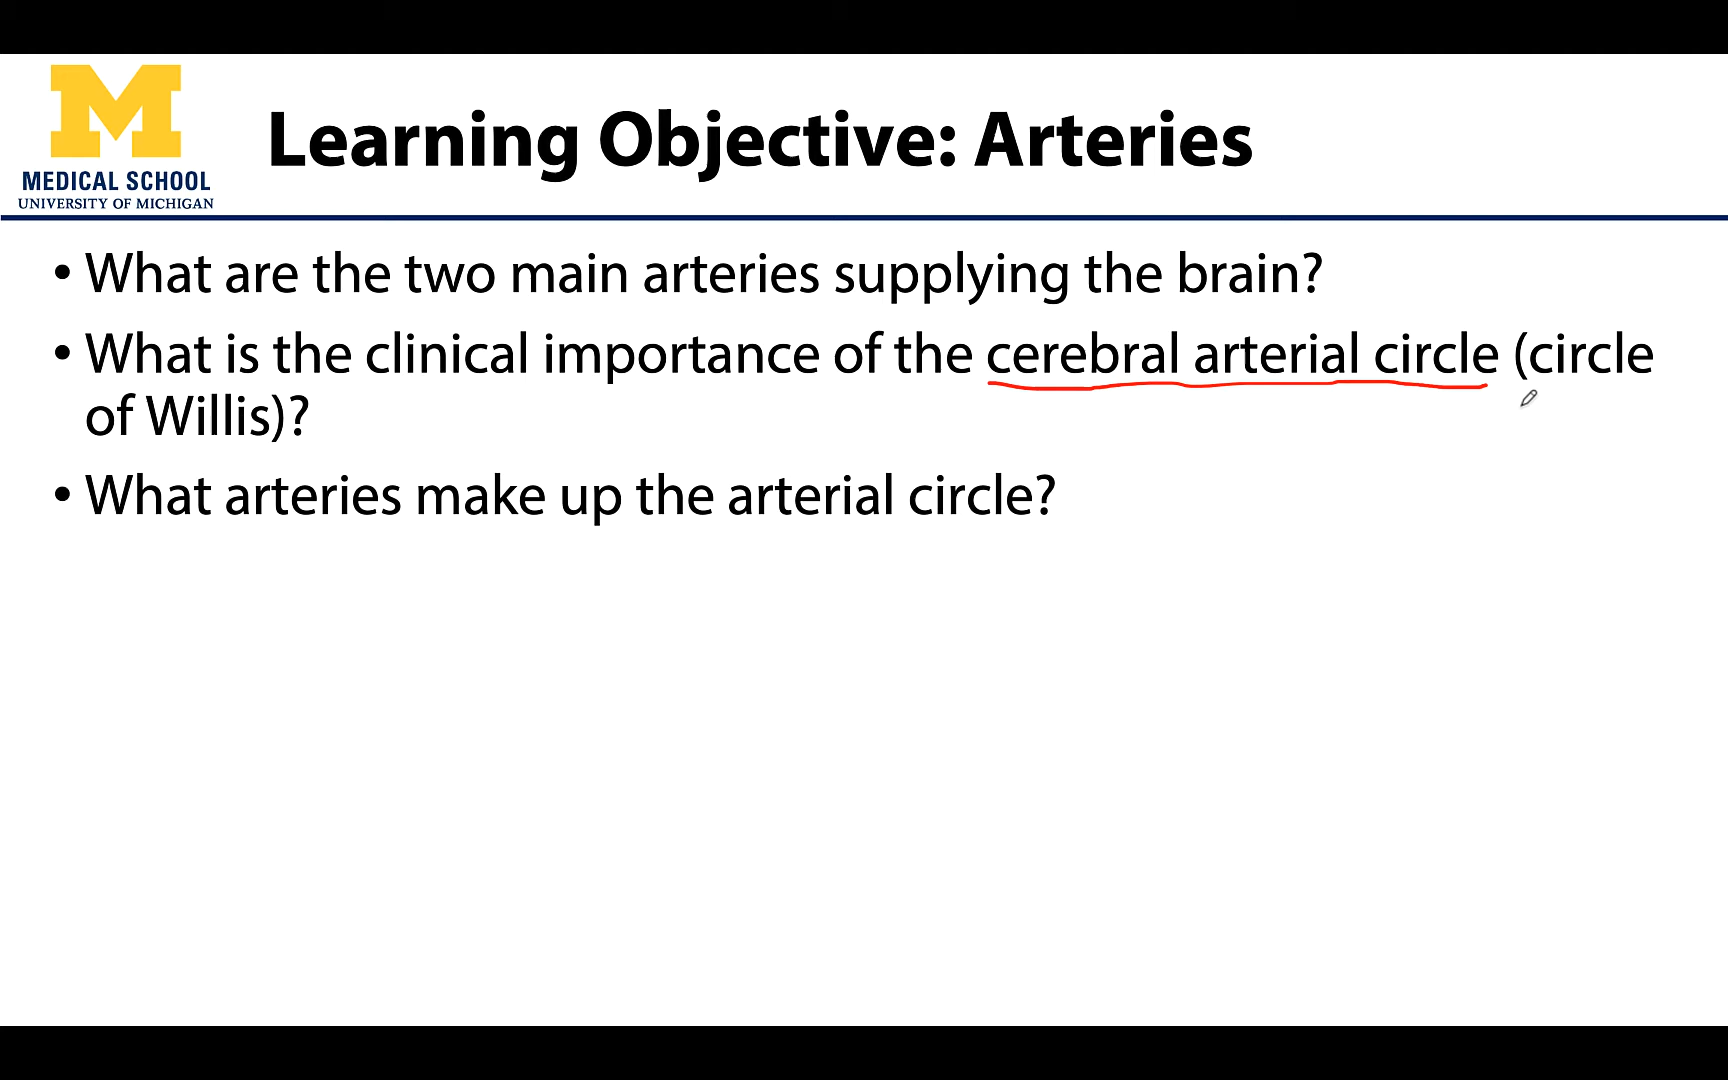 M
MEDICAL SCHOOL
UNIVERSITY OF MICHIGAN
Learning Objective: Arteries
• What are the two main arteries supplying the brain?
• What is the clinical importance of the cerebral arterial circle (circle
of Willis)?
• What arteries make up the arterial circle?